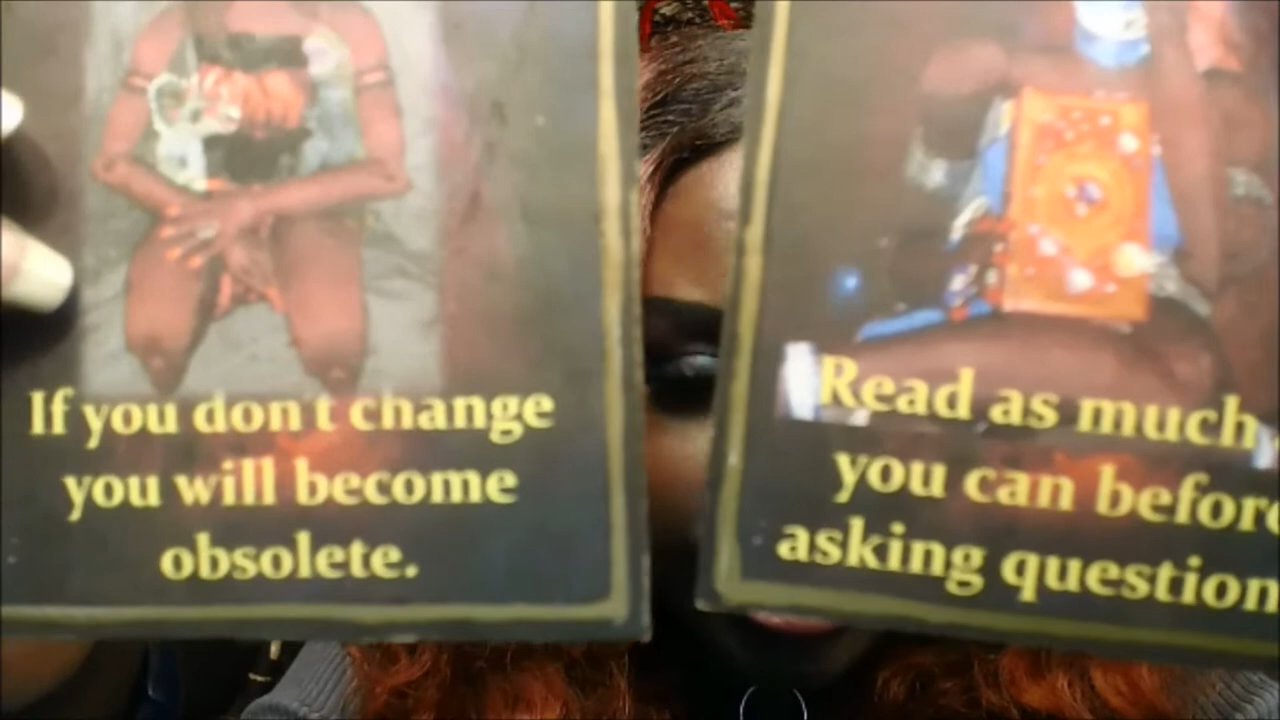 If you don't change
you will become
obsolete.
Read as much
you can before
asking question